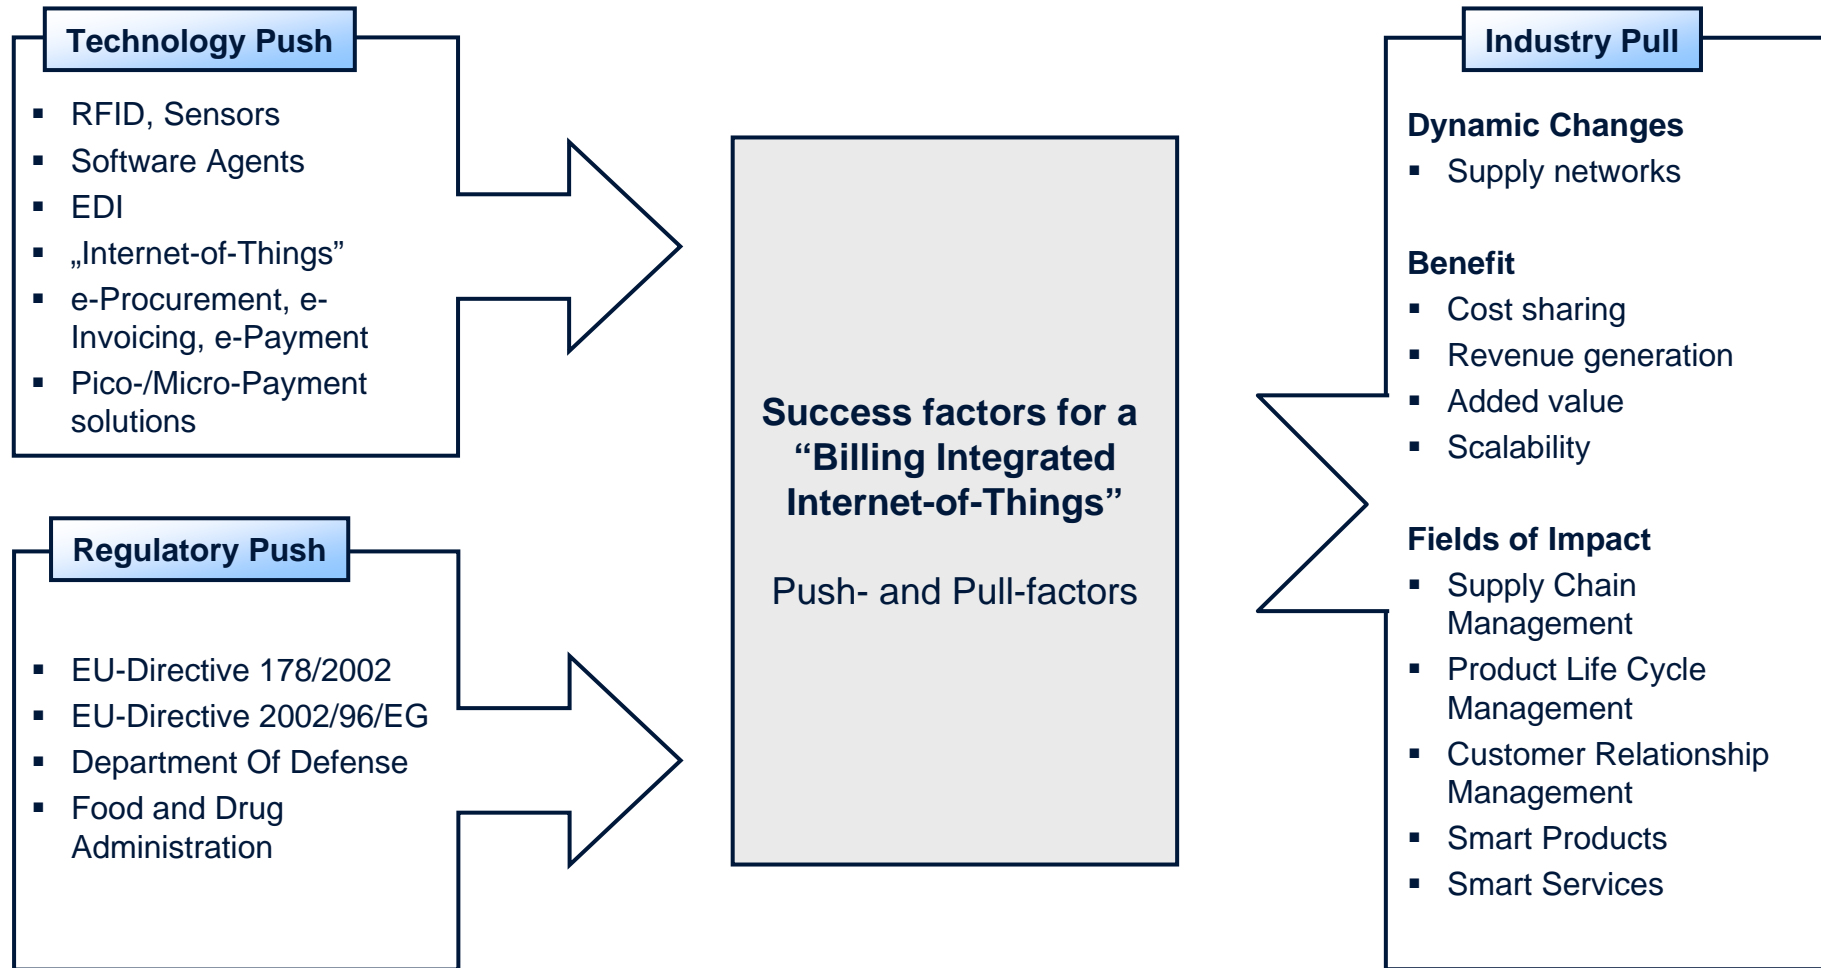 Technology Push
RFID, Sensors
Software Agents
EDI
„Internet-of-Things”
e-Procurement, e-
Invoicing, e-Payment
Pico-/Micro-Payment
solutions
Regulatory Push
EU-Directive 178/2002
EU-Directive 2002/96/EG
Department Of Defense
Food and Drug
Administration
Success factors for a
“Billing Integrated
Internet-of-Things”
Push- and Pull-factors
Industry Pull
Dynamic Changes
Supply networks
Benefit
Cost sharing
Revenue generation
Added value
Scalability
Fields of Impact
Supply Chain
Management
Product Life Cycle
Management
Customer Relationship
Management
Smart Products
Smart Services